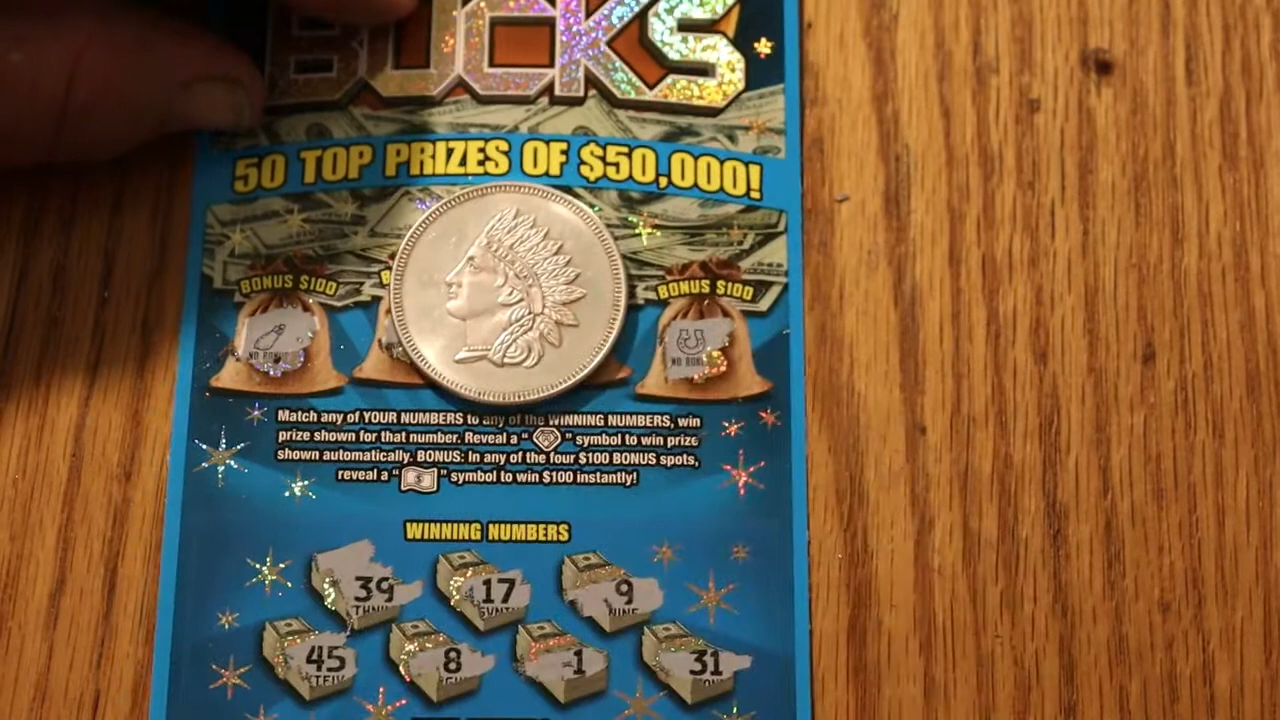 BUCKS
50 TOP PRIZES OF $50,000!
BONUS $100
BONUS $100
NO
NO
Match any of YOUR NUMBERS to any of the WINNING NUMBERS, win
prize shown for that number. Reveal a " " symbol to win prize
shown automatically. BONUS: In any of the four $100 BONUS spots,
reveal a " $ " symbol to win $100 instantly!
WINNING NUMBERS
39 17 9
NINE
45 8 1 31